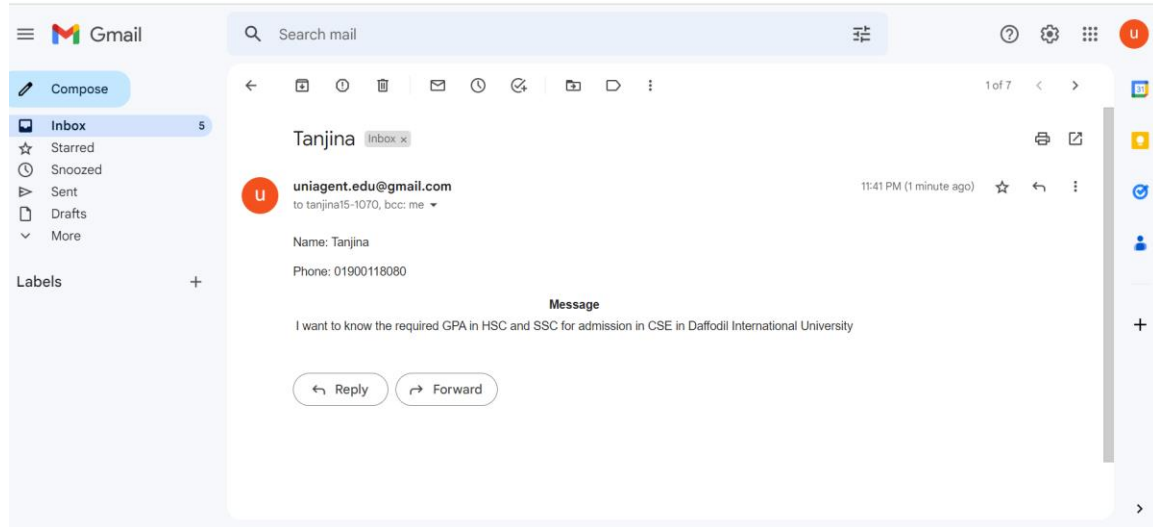 Gmail
Search mail
u
Compose
1 of 7
31
Inbox 5
Starred
Snoozed
Sent
Drafts
More
Labels
Tanjina Inbox x
u
uniagent.edu@gmail.com 11:41 PM (1 minute ago)
to tanjina15-1070, bcc: me
Name: Tanjina
Phone: 01900118080
Message
I want to know the required GPA in HSC and SSC for admission in CSE in Daffodil International University
Reply Forward